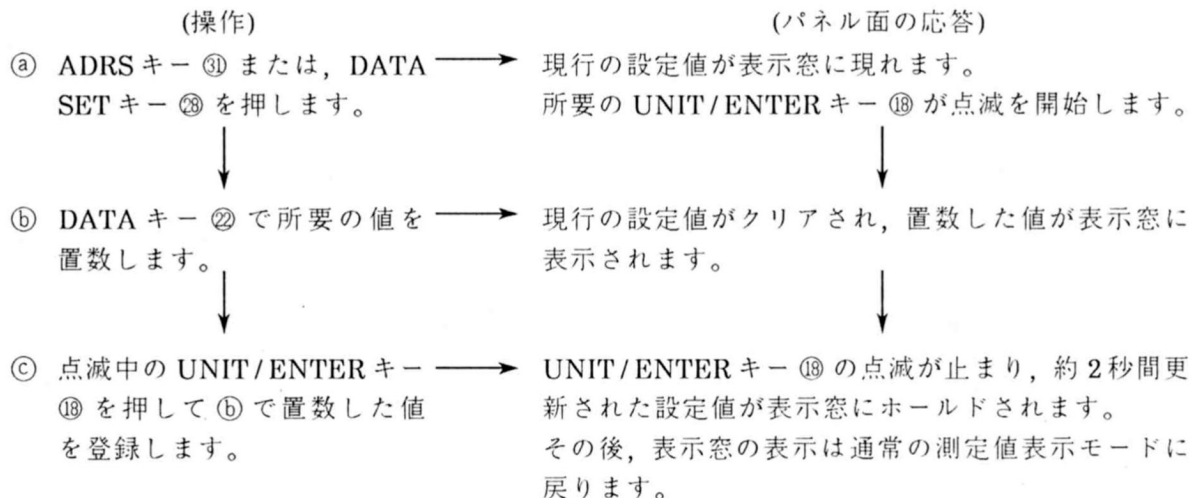 (操作)
(パネル面の応答)
ⓐ ADRSキー ㉛ または，DATA
SETキー ㉘ を押します。
現行の設定値が表示窓に現れます。
所要の UNIT/ENTERキー ⑱ が点滅を開始します。
ⓑ DATAキー ㉒ で所要の値を
置数します。
現行の設定値がクリアされ，置数した値が表示窓に
表示されます。
ⓒ 点滅中の UNIT/ENTERキー
⑱ を押して ⓑ で置数した値
を登録します。
UNIT/ENTERキー ⑱ の点滅が止まり，約2秒間更
新された設定値が表示窓にホールドされます。
その後，表示窓の表示は通常の測定値表示モードに
戻ります。